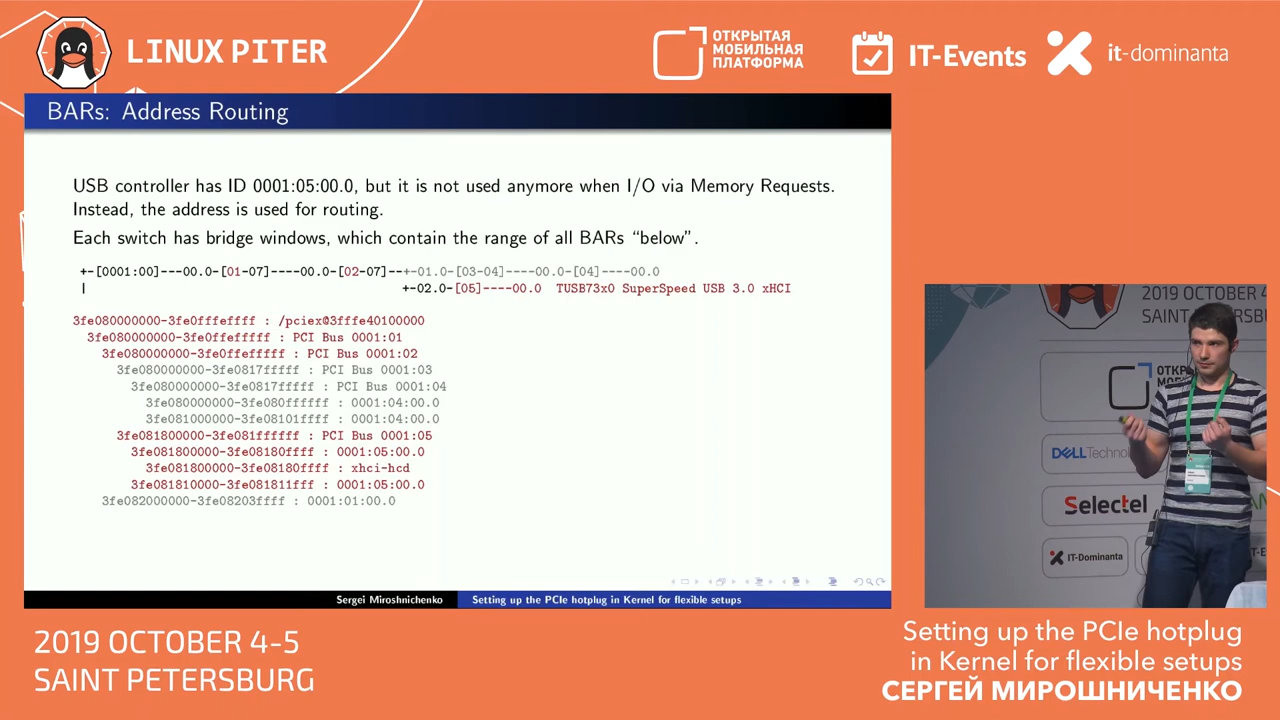 LINUX PITER
ОТКРЫТАЯ
МОБИЛЬНАЯ
ПЛАТФОРМА
IT-Events
it-dominanta
BARs: Address Routing
USB controller has ID 0001:05:00.0, but it is not used anymore when I/O via Memory Requests.
Instead, the address is used for routing.
Each switch has bridge windows, which contain the range of all BARs “below”.
+-[0001:00]---00.0-[01-07]----00.0-[02-07]--+-01.0-[03-04]----00.0-[04]----00.0
| +-02.0-[05]----00.0 TUSB73x0 SuperSpeed USB 3.0 xHCI
3fe080000000-3fe0fffeffff : /pciex@3fffe40100000
3fe080000000-3fe0ffefffff : PCI Bus 0001:01
3fe080000000-3fe0ffefffff : PCI Bus 0001:02
3fe080000000-3fe0817fffff : PCI Bus 0001:03
3fe080000000-3fe0817fffff : PCI Bus 0001:04
3fe080000000-3fe080ffffff : 0001:04:00.0
3fe081000000-3fe08101ffff : 0001:04:00.0
3fe081800000-3fe081ffffff : PCI Bus 0001:05
3fe081800000-3fe08180ffff : 0001:05:00.0
3fe081800000-3fe08180ffff : xhci-hcd
3fe081810000-3fe081811fff : 0001:05:00.0
3fe082000000-3fe08203ffff : 0001:01:00.0
Sergei Miroshnichenko
Setting up the PCIe hotplug in Kernel for flexible setups
2019 OCTOBER 4
SAINT PETERSBU
ОТКРЫ
DELL Technolo
Selectel
IT-Dominanta
2019 OCTOBER 4-5
SAINT PETERSBURG
Setting up the PCIe hotplug
in Kernel for flexible setups
СЕРГЕЙ МИРОШНИЧЕНКО